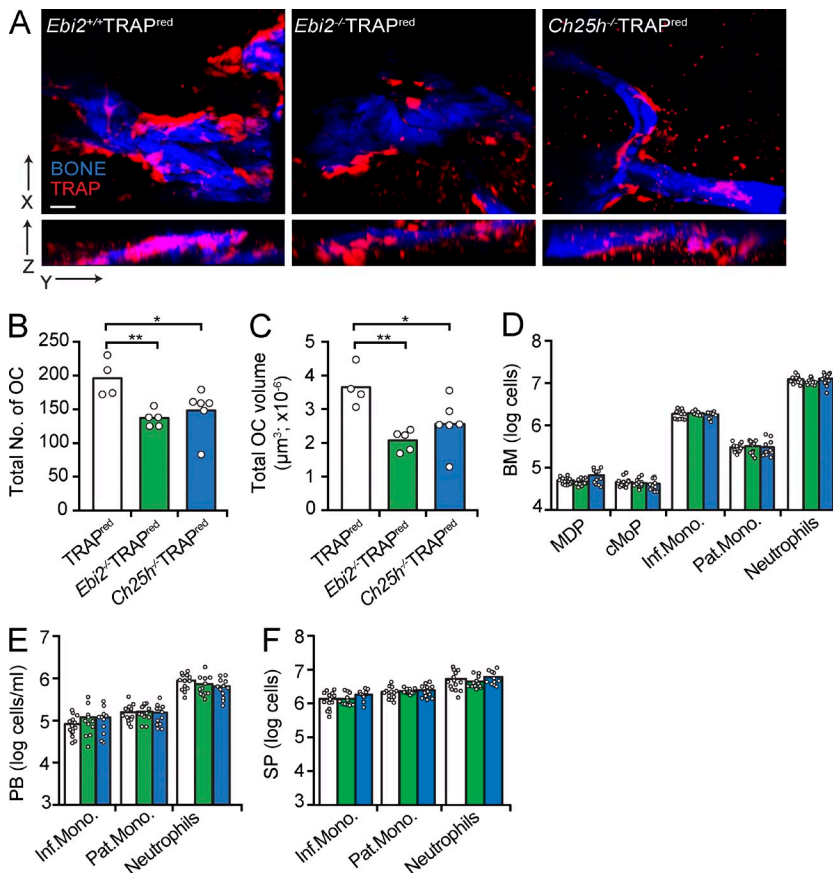 A
Ebi2+/+TRAPred
Ebi2-/-TRAPred
Ch25h-/-TRAPred
BONE
TRAP
X
Z
Y
B
Total No. of OC
250
200
150
100
50
0
*
**
TRAPred
Ebi2-/-TRAPred
Ch25h-/-TRAPred
C
Total OC volume
(µm3; x10-6)
5
4
3
2
1
0
*
**
TRAPred
Ebi2-/-TRAPred
Ch25h-/-TRAPred
D
BM (log cells)
8
7
6
5
4
MDP
cMoP
Inf.Mono.
Pat.Mono.
Neutrophils
E
PB (log cells/ml)
7
6
5
4
3
Inf.Mono.
Pat.Mono.
Neutrophils
F
SP (log cells)
8
7
6
5
4
3
Inf.Mono.
Pat.Mono.
Neutrophils